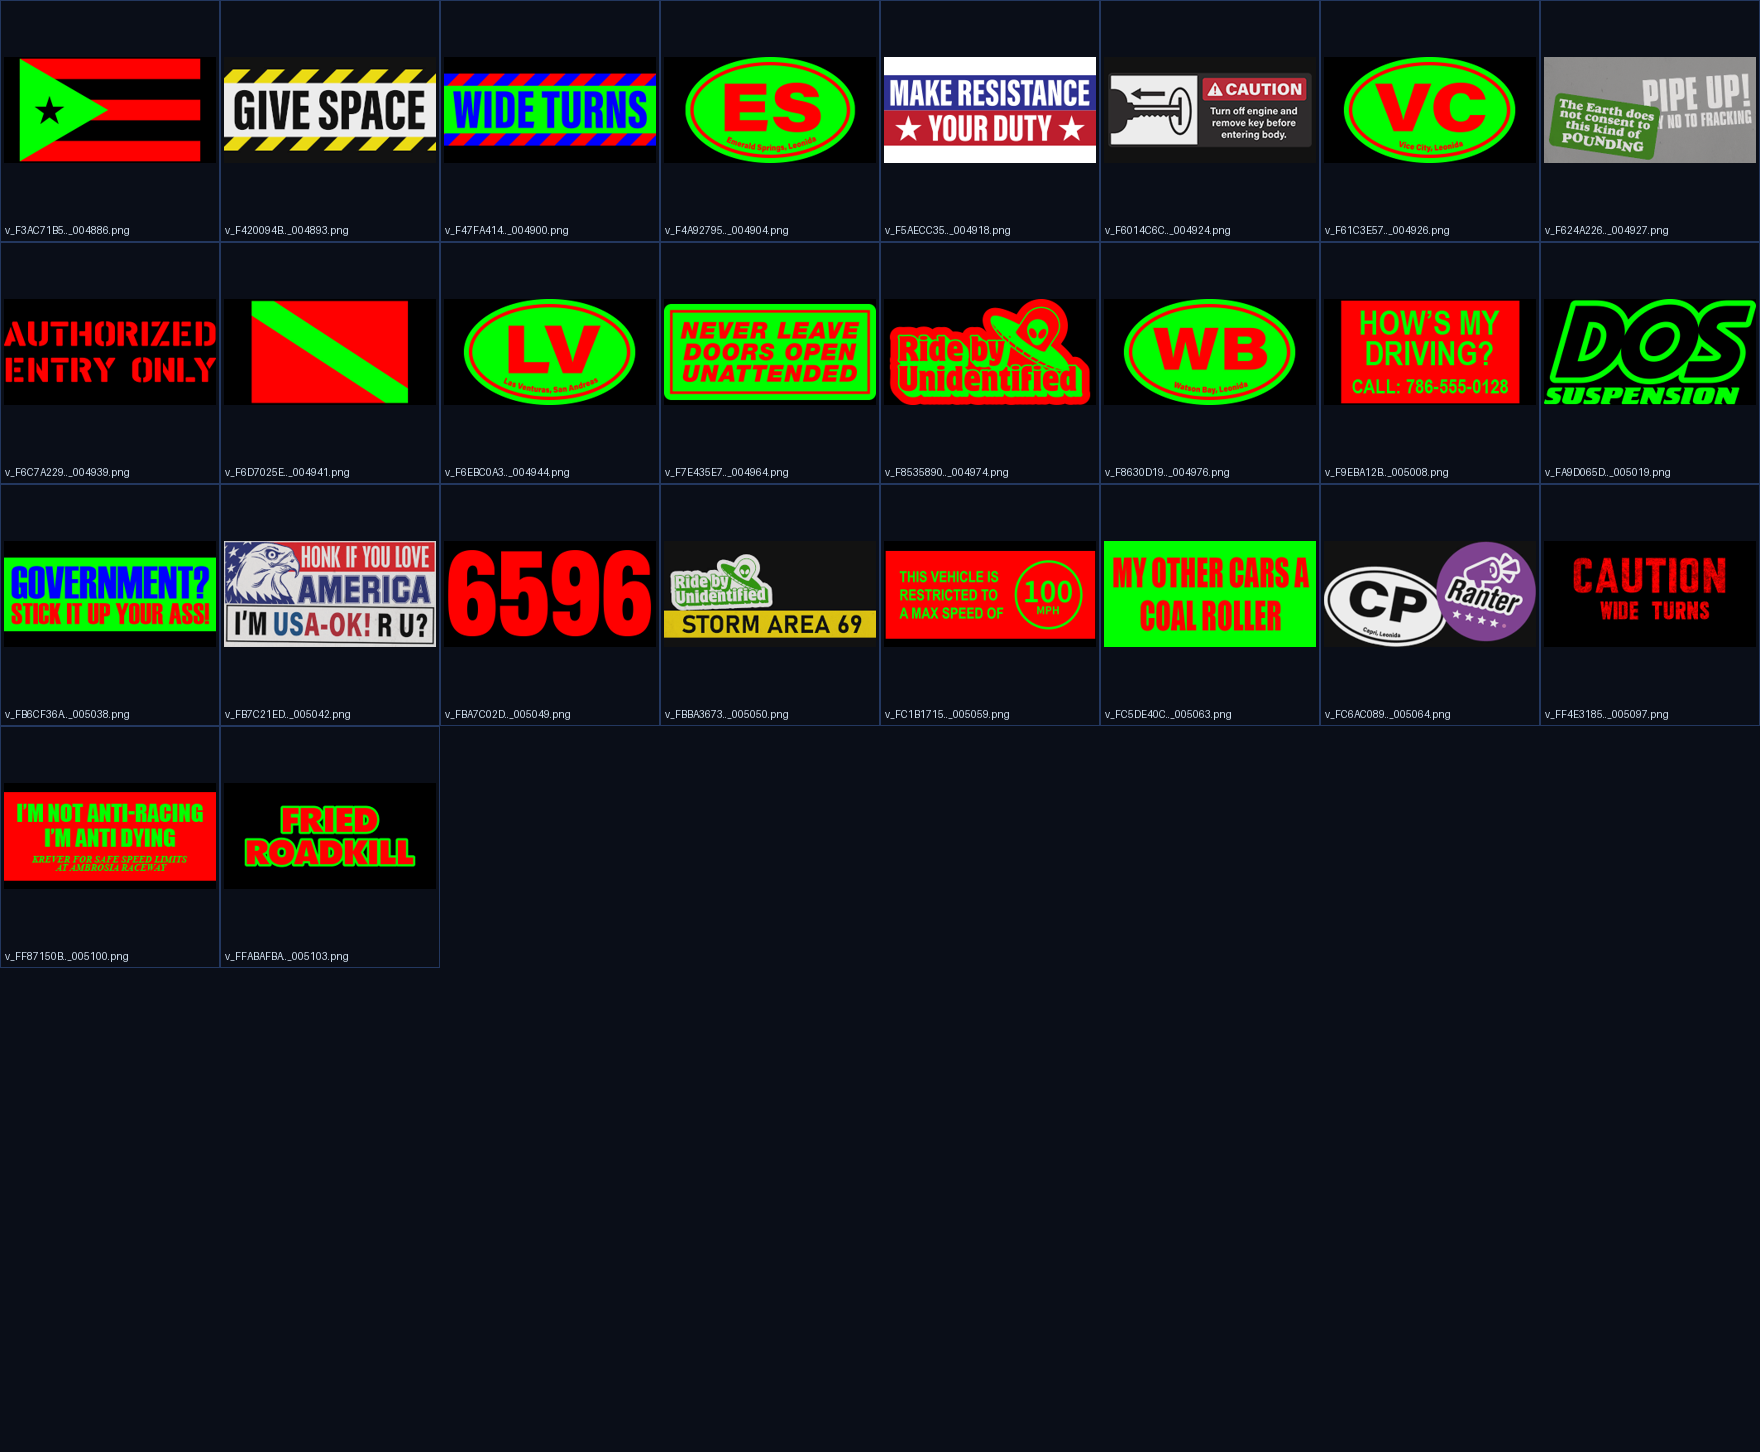 GIVE SPACE
WIDE TURNS
ES
Emerald Springs, Leonida
MAKE RESISTANCE
★ YOUR DUTY ★
CAUTION
Turn off engine and
remove key before
entering body.
VC
Vice City, Leonida
PIPE UP!
Y NO TO FRACKING
The Earth does
not consent to
this kind of
POUNDING
v_F3AC71B5.._004886.png
v_F420094B.._004893.png
v_F47FA414.._004900.png
v_F4A92795.._004904.png
v_F5AECC35.._004918.png
v_F6014C6C.._004924.png
v_F61C3E57.._004926.png
v_F624A226.._004927.png
AUTHORIZED
ENTRY ONLY
LV
Las Venturas, San Andreas
NEVER LEAVE
DOORS OPEN
UNATTENDED
Ride by
Unidentified
WB
Watson Bay, Leonida
HOW'S MY
DRIVING?
CALL: 786-555-0128
DOS
SUSPENSION
v_F6C7A229.._004939.png
v_F6D7025E.._004941.png
v_F6EBC0A3.._004944.png
v_F7E435E7.._004964.png
v_F8535890.._004974.png
v_F8630D19.._004976.png
v_F9EBA12B.._005008.png
v_FA9D065D.._005019.png
GOVERNMENT?
STICK IT UP YOUR ASS!
HONK IF YOU LOVE
AMERICA
I'M USA-OK! R U?
6596
Ride by
Unidentified
STORM AREA 69
THIS VEHICLE IS
RESTRICTED TO
A MAX SPEED OF
100
MPH
MY OTHER CARS A
COAL ROLLER
CP
Capri, Leonida
Ranter
CAUTION
WIDE TURNS
v_FB6CF36A.._005038.png
v_FB7C21ED.._005042.png
v_FBA7C02D.._005049.png
v_FBBA3673.._005050.png
v_FC1B1715.._005059.png
v_FC5DE40C.._005063.png
v_FC6AC089.._005064.png
v_FF4E3185.._005097.png
I'M NOT ANTI-RACING
I'M ANTI DYING
KREVER FOR SAFE SPEED LIMITS
AT AMBROSIA RACEWAY
FRIED
ROADKILL
v_FF87150B.._005100.png
v_FFABAFBA.._005103.png